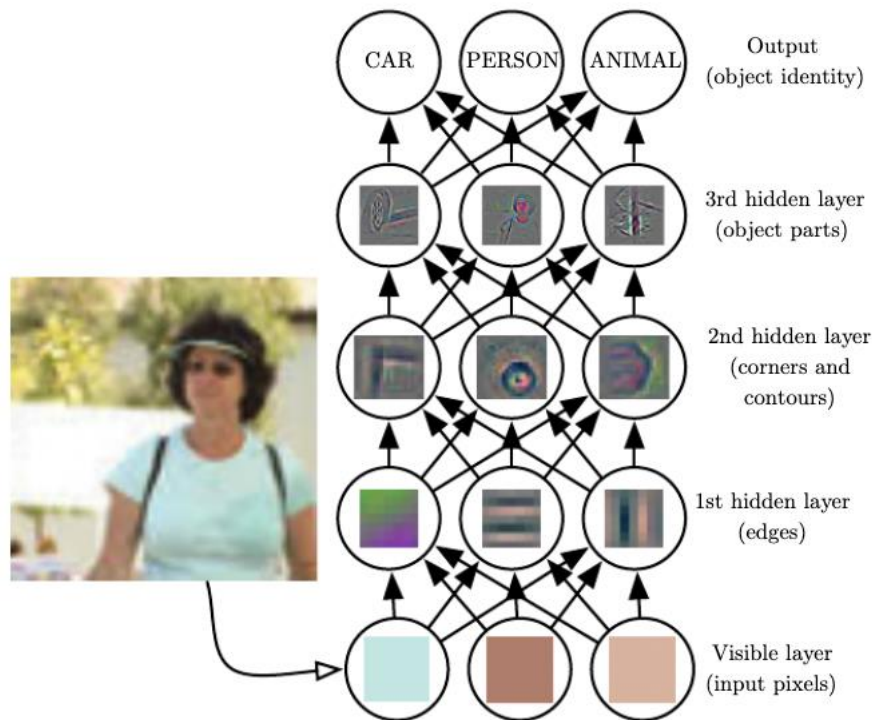 CAR PERSON ANIMAL
Output
(object identity)
3rd hidden layer
(object parts)
2nd hidden layer
(corners and
contours)
1st hidden layer
(edges)
Visible layer
(input pixels)